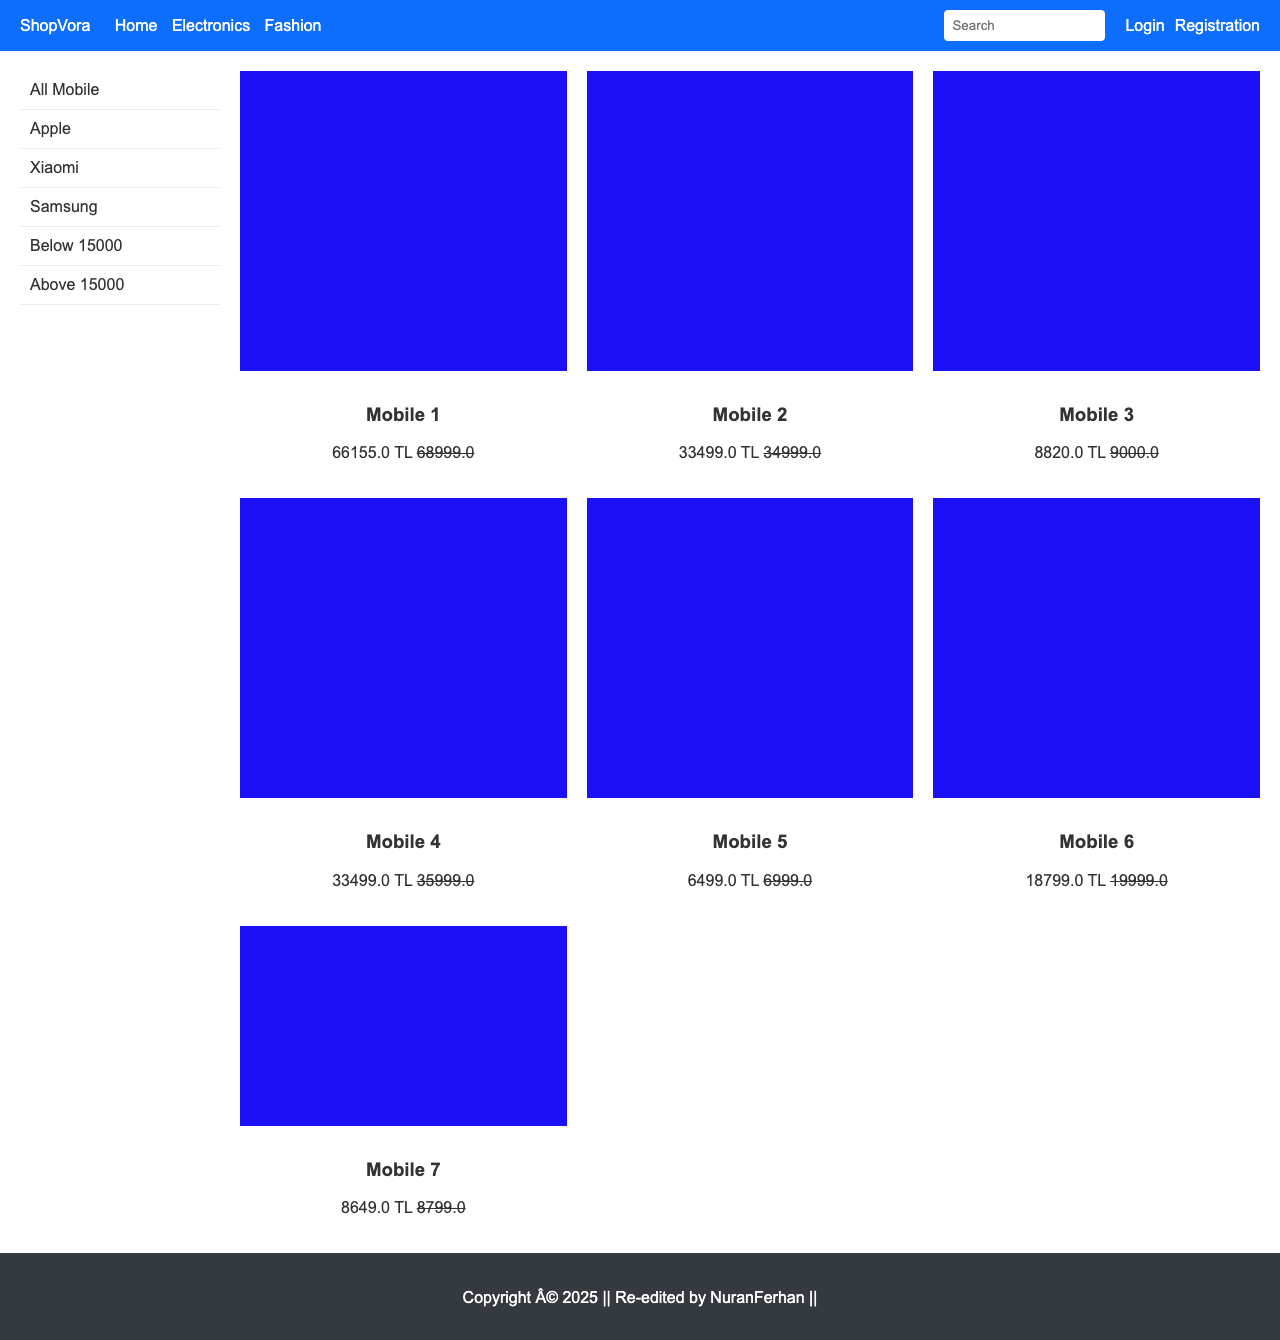 ShopVora Home Electronics Fashion Search Login Registration
All Mobile
Apple
Xiaomi
Samsung
Below 15000
Above 15000
Mobile 1
66155.0 TL 68999.0
Mobile 2
33499.0 TL 34999.0
Mobile 3
8820.0 TL 9000.0
Mobile 4
33499.0 TL 35999.0
Mobile 5
6499.0 TL 6999.0
Mobile 6
18799.0 TL 19999.0
Mobile 7
8649.0 TL 8799.0
Copyright Â© 2025 || Re-edited by NuranFerhan ||